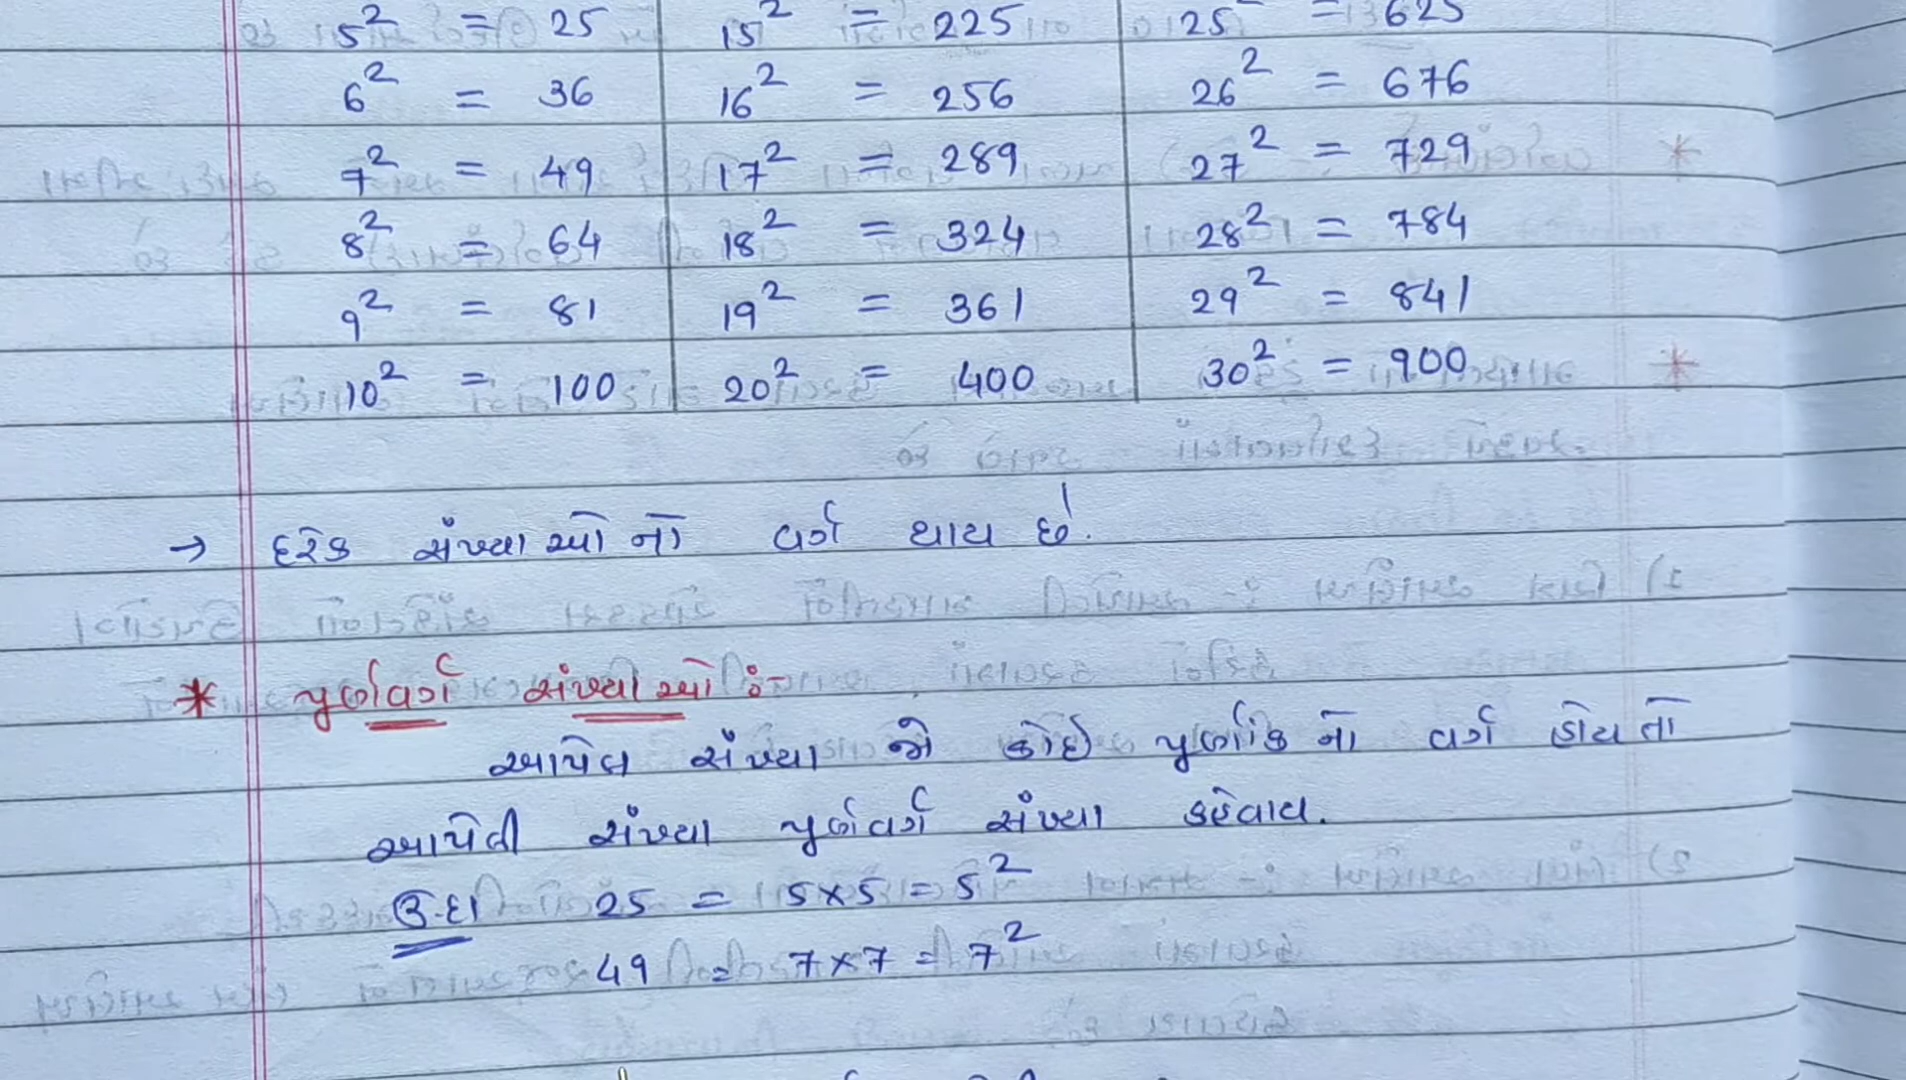 5² = 25 15² = 225 25² = 625
6² = 36 16² = 256 26² = 676
7² = 49 17² = 289 27² = 729
8² = 64 18² = 324 28² = 784
9² = 81 19² = 361 29² = 841
10² = 100 20² = 400 30² = 900
→ દરેક સંખ્યાઓનો વર્ગ થાય છે.
* પૂર્ણવર્ગ સંખ્યાઓ :-
આપેલ સંખ્યા જો કોઈ પૂર્ણાંકનો વર્ગ હોય તો
આપેલી સંખ્યા પૂર્ણવર્ગ સંખ્યા કહેવાય.
ઉ.દા 25 = 5×5 = 5²
49 = 7×7 = 7²